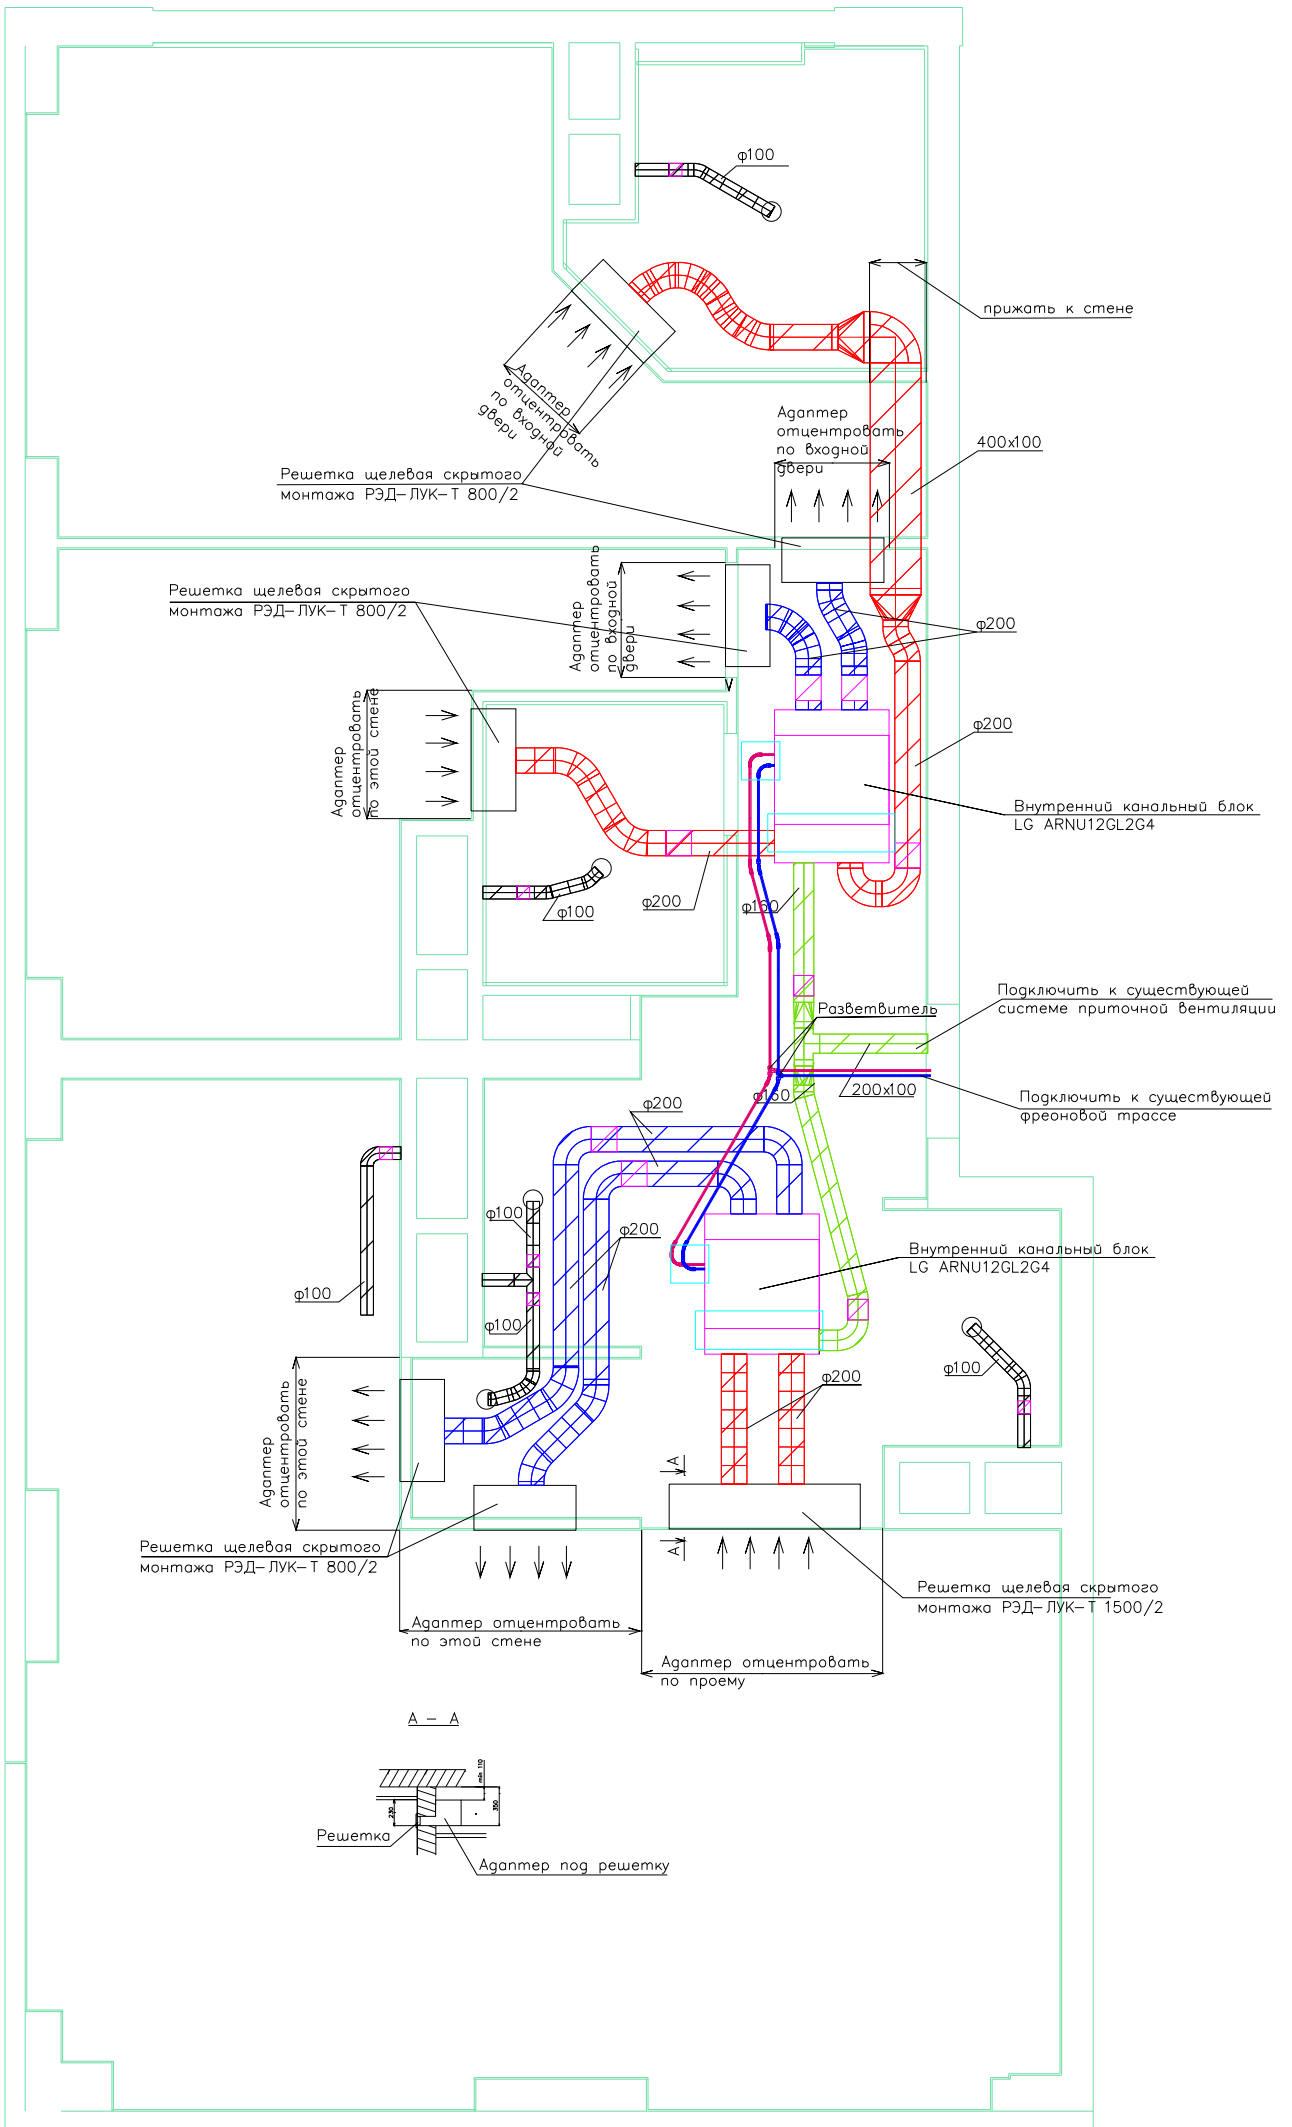 φ100
прижать к стене
Адаптер
отцентровать
по входной
двери
Адаптер
отцентровать
по входной
двери
400x100
Решетка щелевая скрытого
монтажа РЭД-ЛУК-Т 800/2
Решетка щелевая скрытого
монтажа РЭД-ЛУК-Т 800/2
Адаптер
отцентровать
по входной
двери
φ200
Адаптер
отцентровать
по этой стене
φ200
Внутренний канальный блок
LG ARNU12GL2G4
φ200
φ160
φ100
Подключить к существующей
системе приточной вентиляции
Разветвитель
φ160
200x100
Подключить к существующей
фреоновой трассе
φ200
φ100
φ200
Внутренний канальный блок
LG ARNU12GL2G4
φ100
φ100
φ100
φ200
Адаптер
отцентровать
по этой стене
А
А
Решетка щелевая скрытого
монтажа РЭД-ЛУК-Т 800/2
Решетка щелевая скрытого
монтажа РЭД-ЛУК-Т 1500/2
Адаптер отцентровать
по этой стене
Адаптер отцентровать
по проему
А - А
min 110
230
350
Решетка
Адаптер под решетку